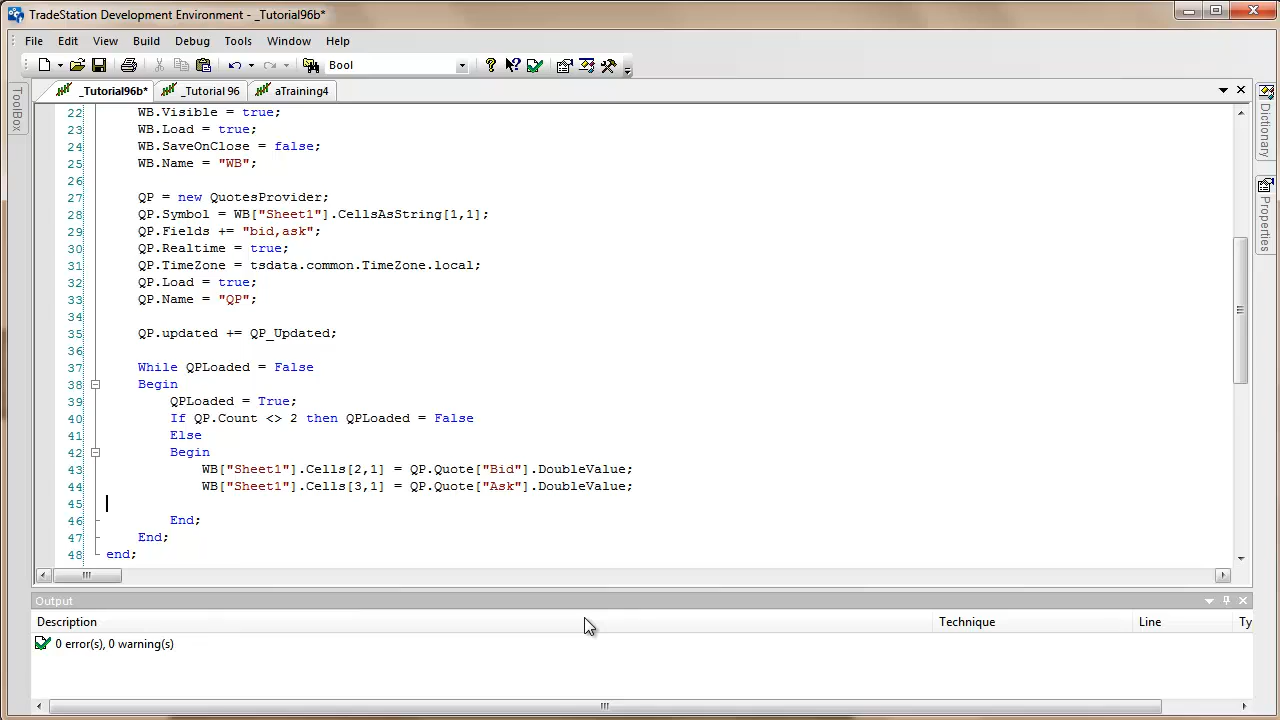 TradeStation Development Environment - _Tutorial96b*
File Edit View Build Debug Tools Window Help
Bool
_Tutorial96b* _Tutorial 96 aTraining4
ToolBox
Dictionary
Properties
22 WB.Visible = true;
23 WB.Load = true;
24 WB.SaveOnClose = false;
25 WB.Name = "WB";
26
27 QP = new QuotesProvider;
28 QP.Symbol = WB["Sheet1"].CellsAsString[1,1];
29 QP.Fields += "bid,ask";
30 QP.Realtime = true;
31 QP.TimeZone = tsdata.common.TimeZone.local;
32 QP.Load = true;
33 QP.Name = "QP";
34
35 QP.updated += QP_Updated;
36
37 While QPLoaded = False
38 Begin
39 QPLoaded = True;
40 If QP.Count <> 2 then QPLoaded = False
41 Else
42 Begin
43 WB["Sheet1"].Cells[2,1] = QP.Quote["Bid"].DoubleValue;
44 WB["Sheet1"].Cells[3,1] = QP.Quote["Ask"].DoubleValue;
45
46 End;
47 End;
48 end;
Output
Description Technique Line Ty
0 error(s), 0 warning(s)